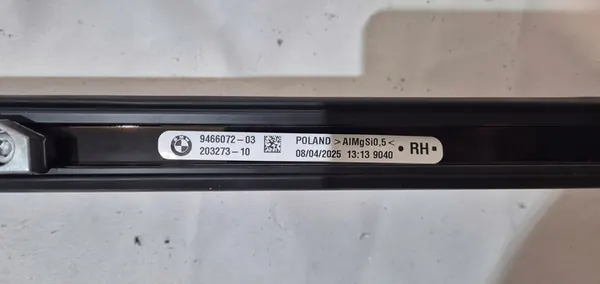 9466072-03
203273-10
POLAND >AlMgSi0,5<
08/04/2025 13:13 9040
• RH ▪